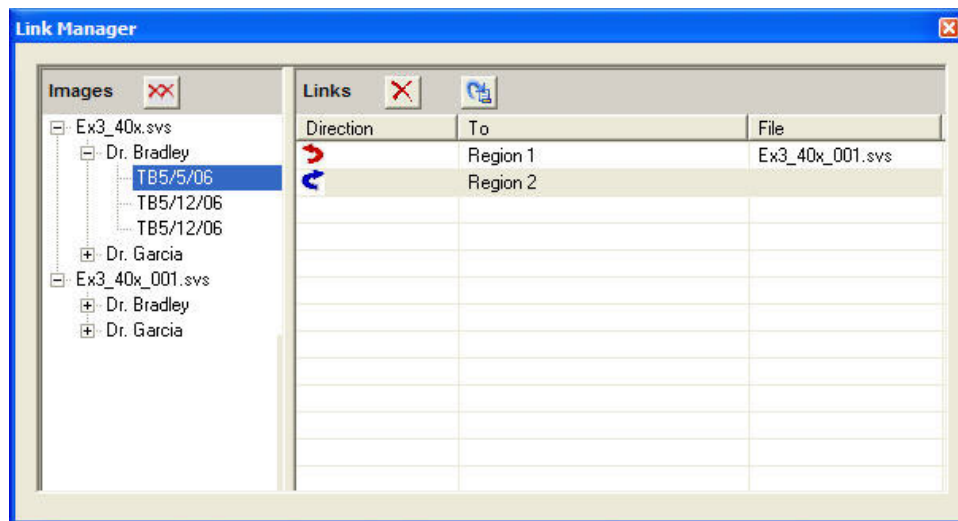 Link Manager
Images
Links
Direction To File
Ex3_40x.svs
Dr. Bradley
TB5/5/06
TB5/12/06
TB5/12/06
Dr. Garcia
Ex3_40x_001.svs
Dr. Bradley
Dr. Garcia
Region 1 Ex3_40x_001.svs
Region 2